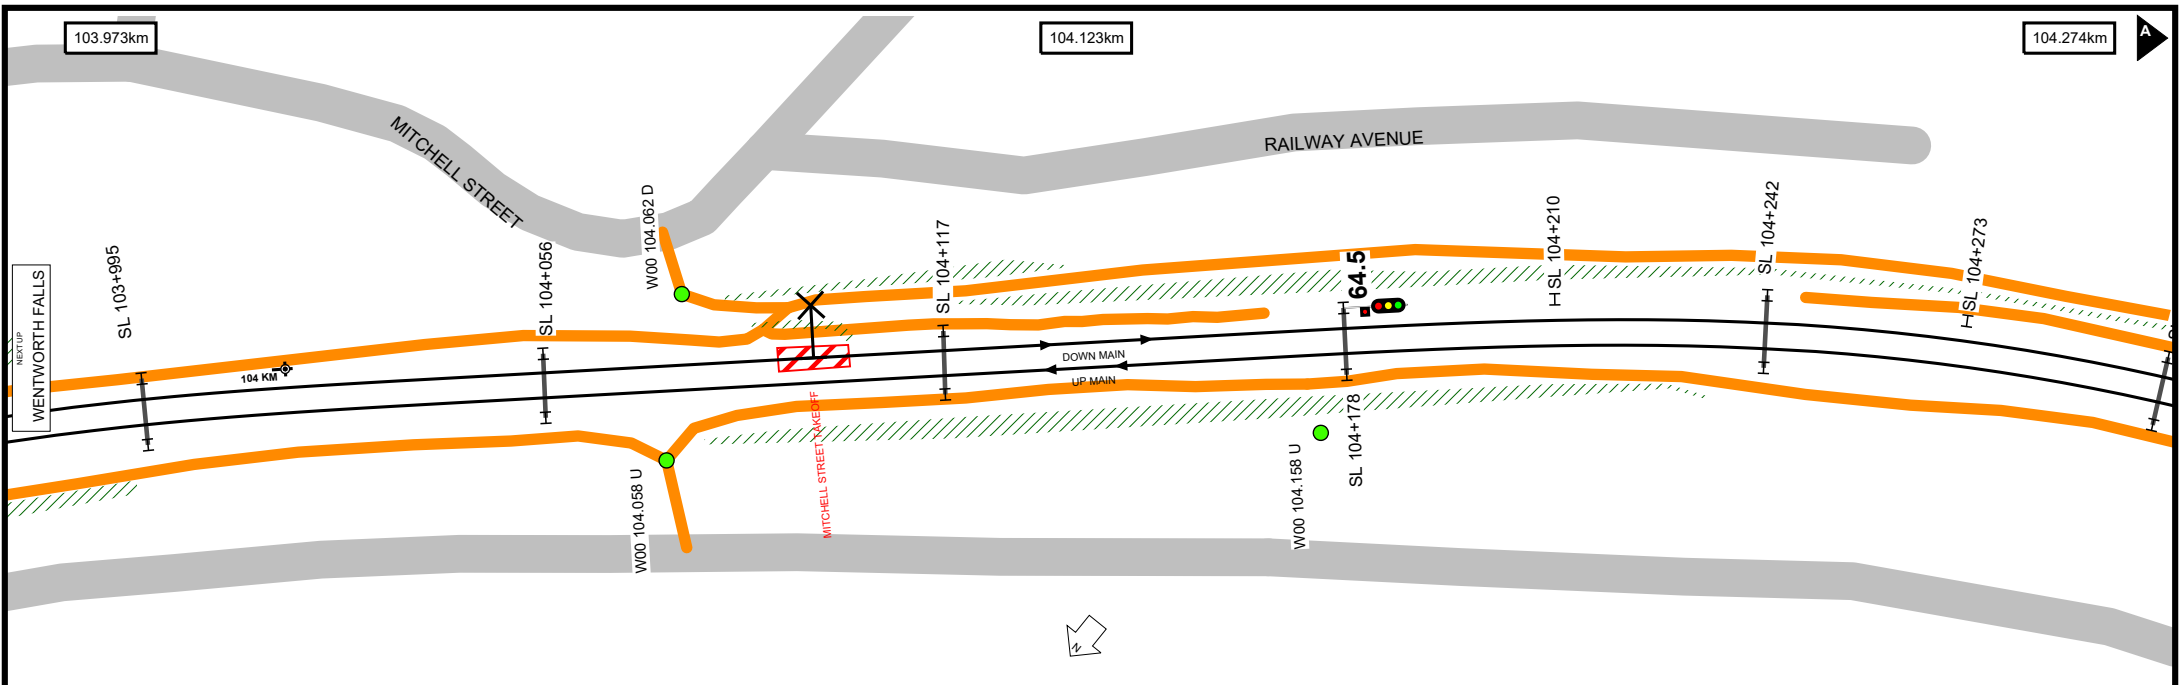 103.973km
104.123km
104.274km
A
MITCHELL STREET
RAILWAY AVENUE
W00 104.062 D
SL 103+995
SL 104+056
SL 104+117
64.5
SL 104+210
SL 104+242
SL 104+273
NEXT UP
WENTWORTH FALLS
104 KM
DOWN MAIN
UP MAIN
MITCHELL STREET TAKEOFF
W00 104.058 U
W00 104.158 U
SL 104+178
N